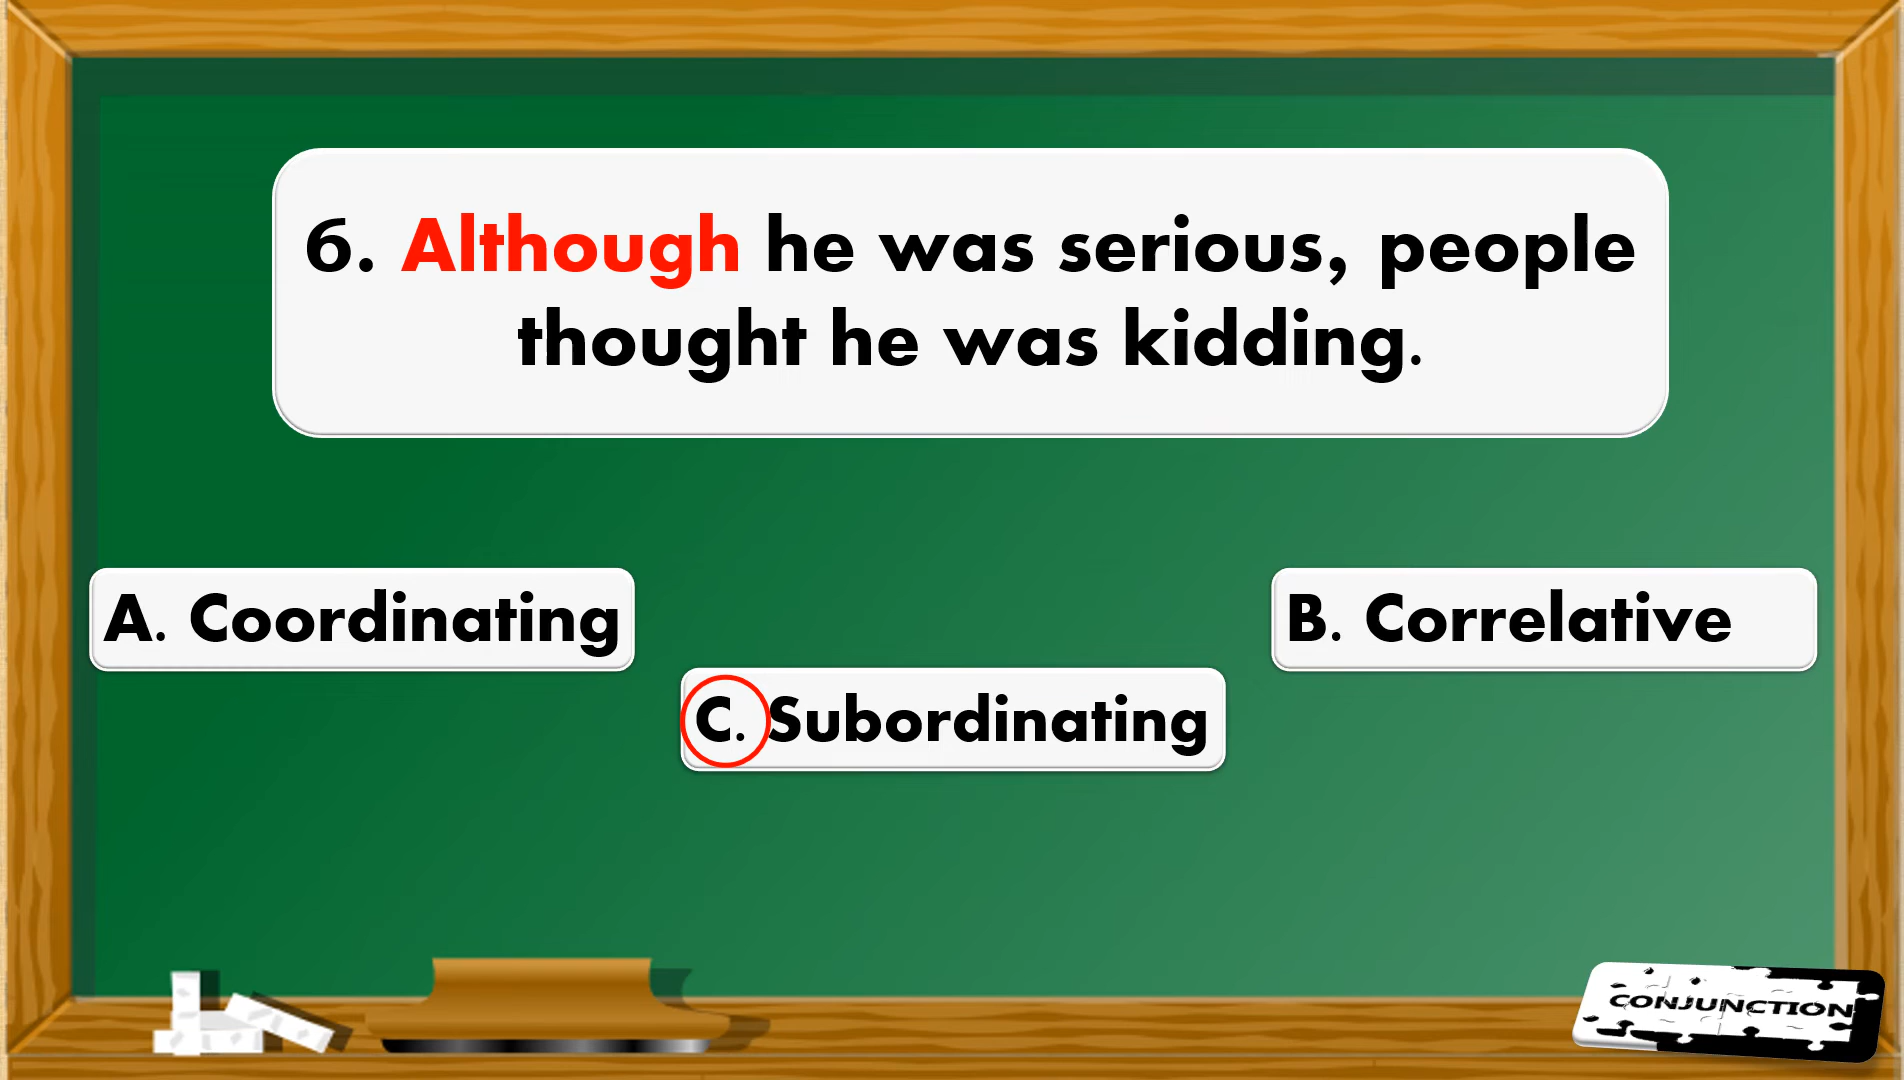 6. Although he was serious, people
thought he was kidding.
A. Coordinating
B. Correlative
C. Subordinating
CONJUNCTION